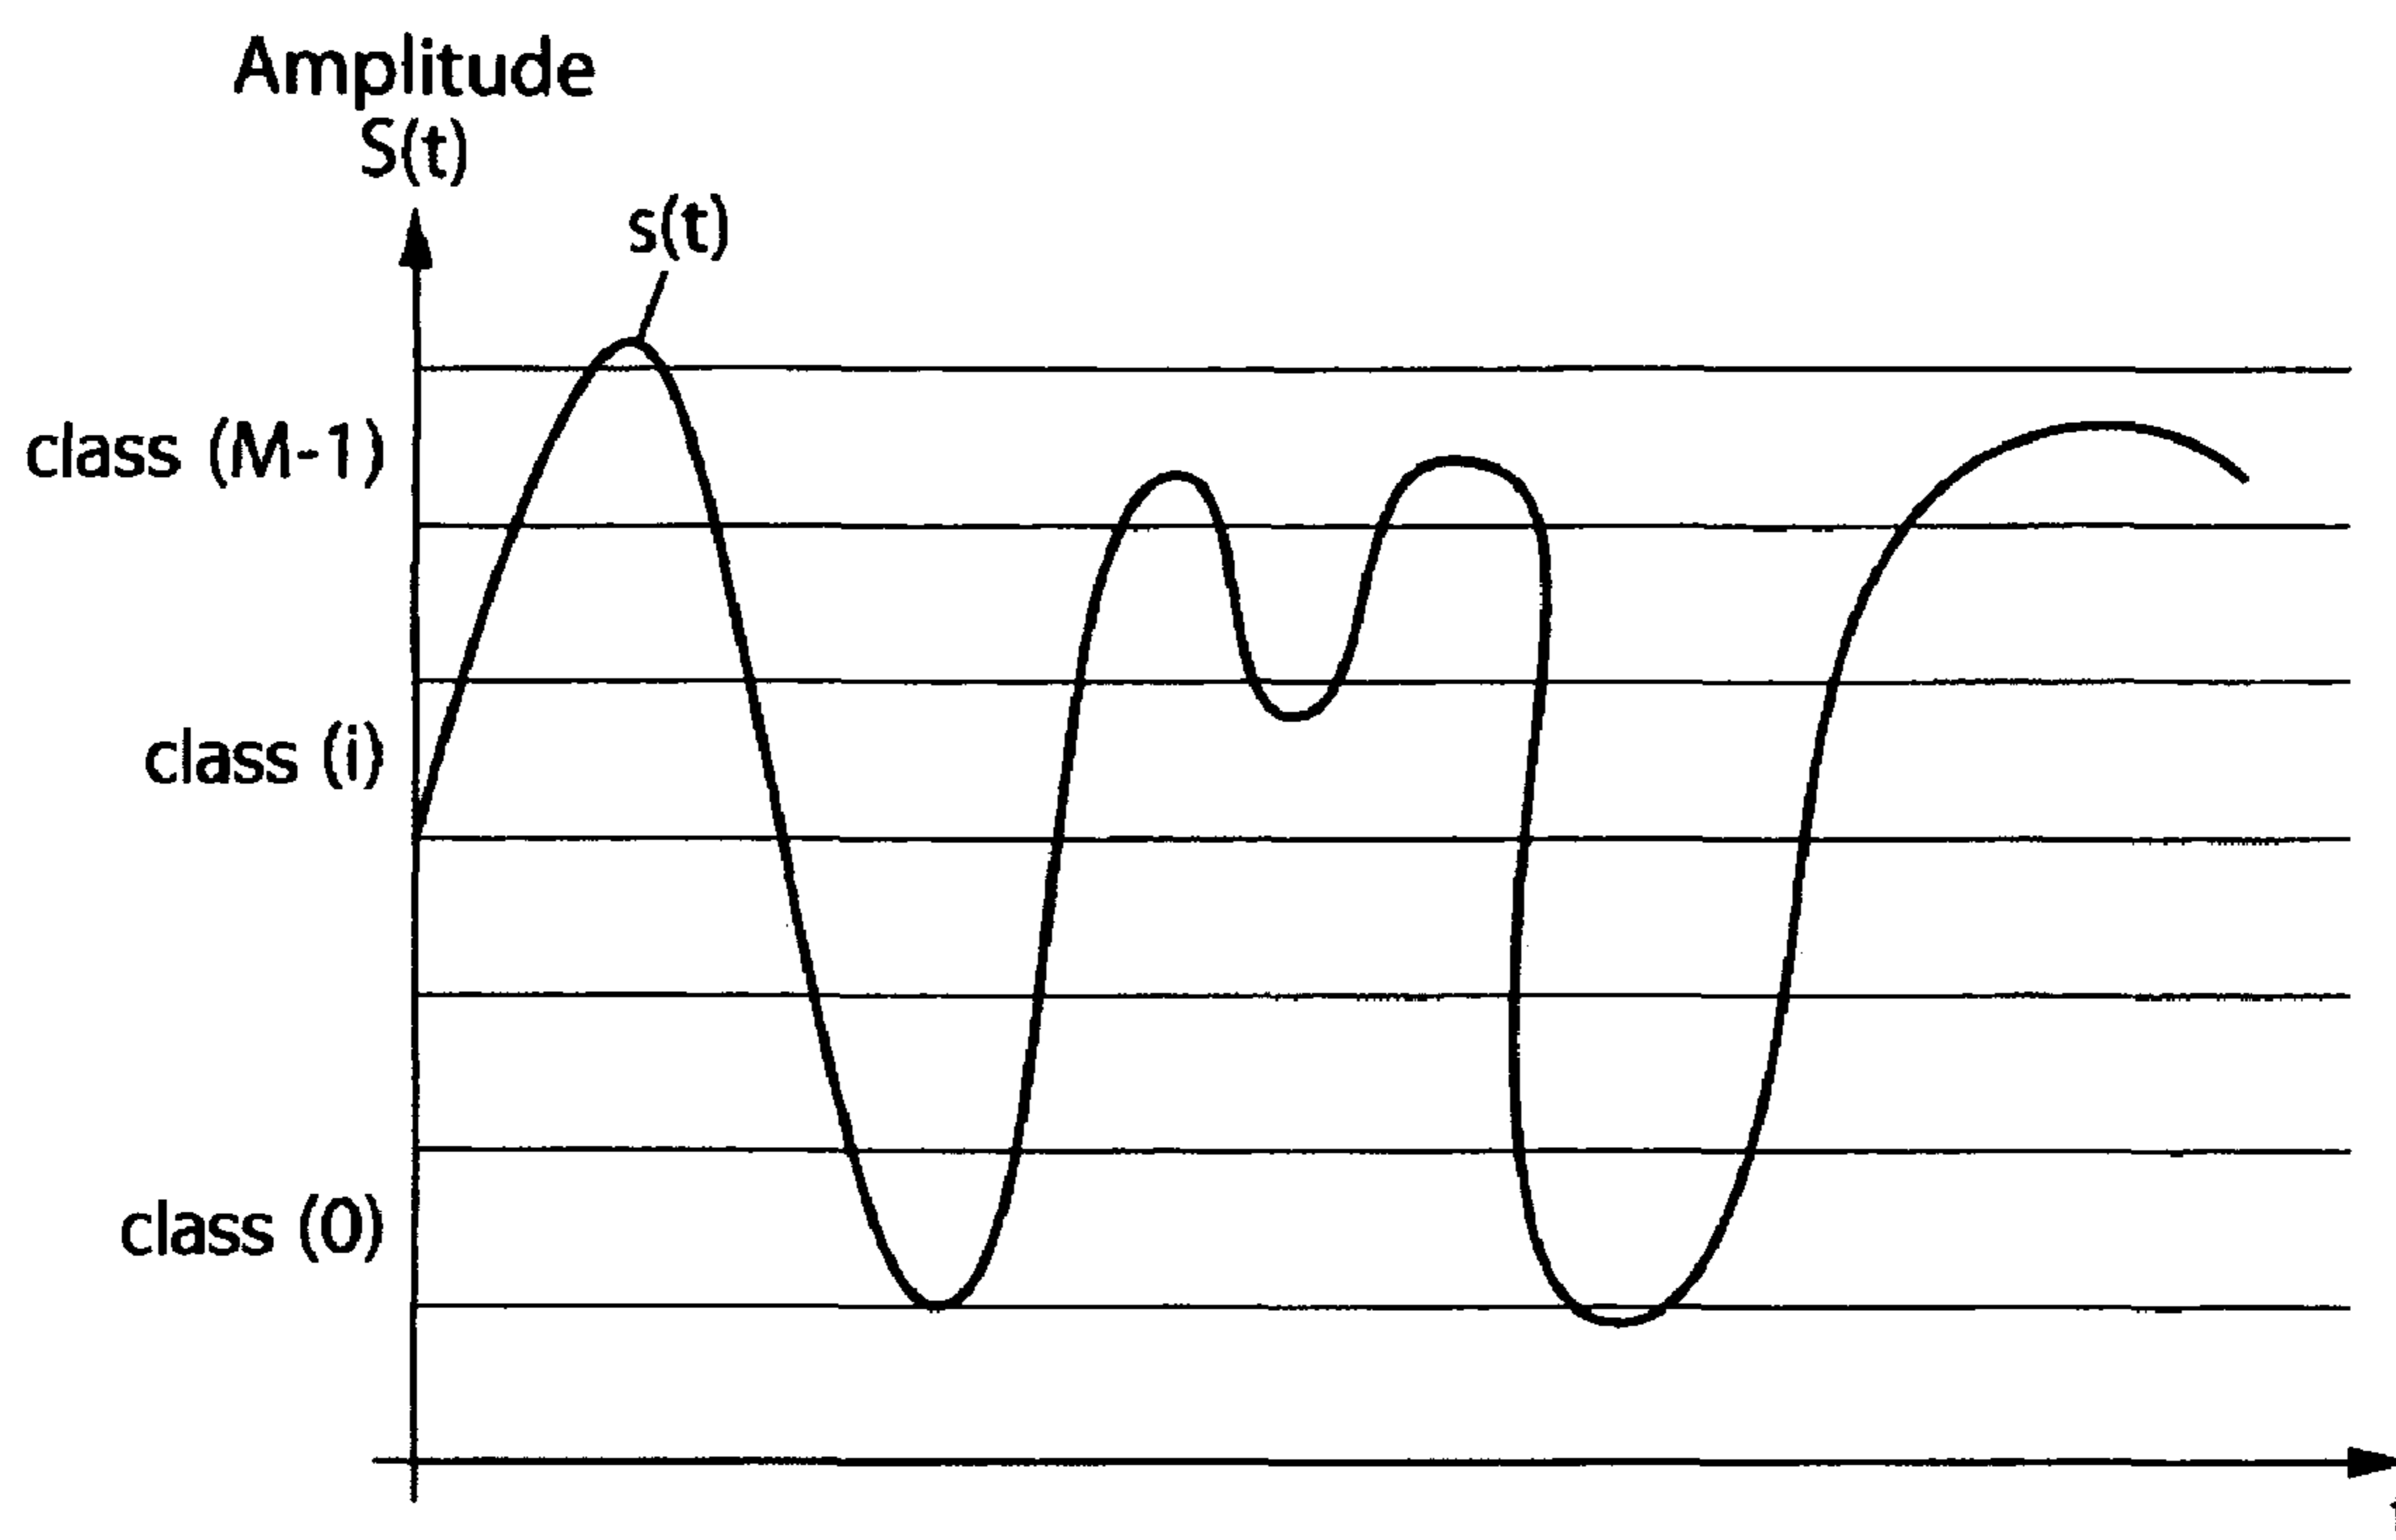 Amplitude
S(t)
s(t)
class (M-1)
class (i)
class (0)